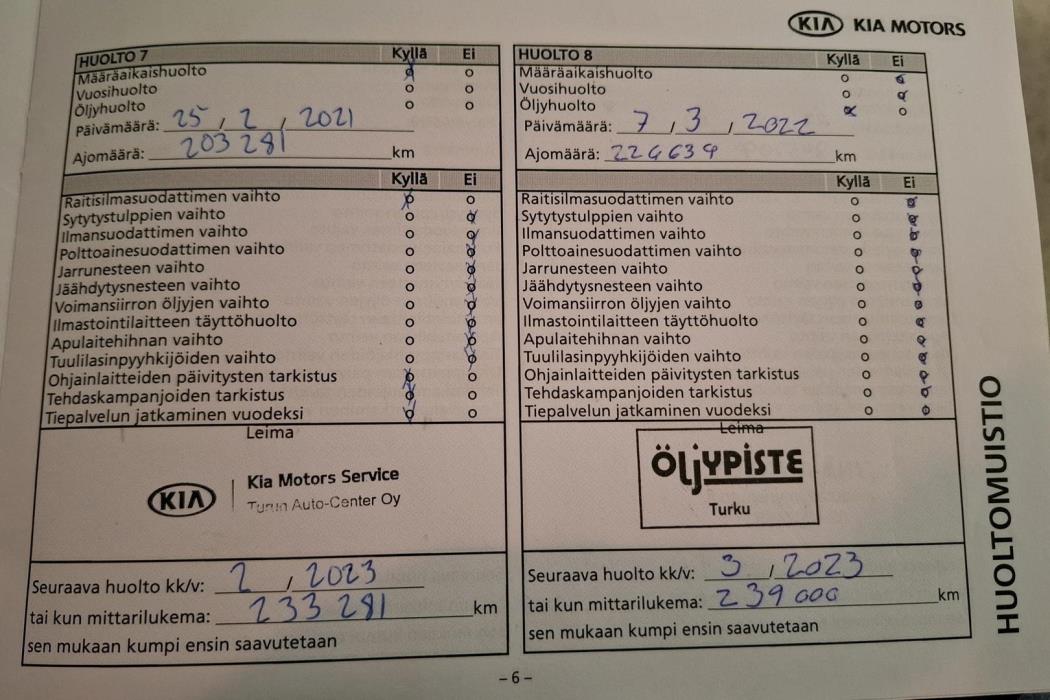 KIA KIA MOTORS
HUOLTO 7 Kyllä Ei
Määräaikaishuolto o o
Vuosihuolto o o
Öljyhuolto o o
Päivämäärä: 25 / 2 / 2021
Ajomäärä: 203 281 km
Kyllä Ei
Raitisilmasuodattimen vaihto o o
Sytytystulppien vaihto o o
Ilmansuodattimen vaihto o o
Polttoainesuodattimen vaihto o o
Jarrunesteen vaihto o o
Jäähdytysnesteen vaihto o o
Voimansiirron öljyjen vaihto o o
Ilmastointilaitteen täyttöhuolto o o
Apulaitehihnan vaihto o o
Tuulilasinpyyhkijöiden vaihto o o
Ohjainlaitteiden päivitysten tarkistus o o
Tehdaskampanjoiden tarkistus o o
Tiepalvelun jatkaminen vuodeksi o o
Leima
KIA Kia Motors Service
Turun Auto-Center Oy
Seuraava huolto kk/v: 2 / 2023
tai kun mittarilukema: 233 281 km
sen mukaan kumpi ensin saavutetaan
HUOLTO 8 Kyllä Ei
Määräaikaishuolto o o
Vuosihuolto o o
Öljyhuolto o o
Päivämäärä: 7 / 3 / 2022
Ajomäärä: 224639 km
Kyllä Ei
Raitisilmasuodattimen vaihto o o
Sytytystulppien vaihto o o
Ilmansuodattimen vaihto o o
Polttoainesuodattimen vaihto o o
Jarrunesteen vaihto o o
Jäähdytysnesteen vaihto o o
Voimansiirron öljyjen vaihto o o
Ilmastointilaitteen täyttöhuolto o o
Apulaitehihnan vaihto o o
Tuulilasinpyyhkijöiden vaihto o o
Ohjainlaitteiden päivitysten tarkistus o o
Tehdaskampanjoiden tarkistus o o
Tiepalvelun jatkaminen vuodeksi o o
Leima
ÖLJYPISTE
Turku
Seuraava huolto kk/v: 3 / 2023
tai kun mittarilukema: 239 000 km
sen mukaan kumpi ensin saavutetaan
HUOLTOMUISTIO
– 6 –